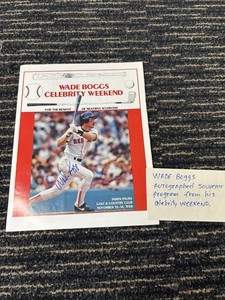 WADE BOGGS
CELEBRITY WEEKEND
FOR THE BENEFIT OF
Wade Boggs
GOLF & COUNTRY CLUB
WADE Boggs
Autographed Souvenir
program from his
celebrity WEEKEND.